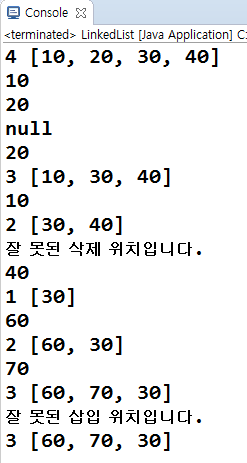 Console
<terminated> LinkedList [Java Application] C:
4 [10, 20, 30, 40]
10
20
null
20
3 [10, 30, 40]
10
2 [30, 40]
잘 못된 삭제 위치입니다.
40
1 [30]
60
2 [60, 30]
70
3 [60, 70, 30]
잘 못된 삽입 위치입니다.
3 [60, 70, 30]